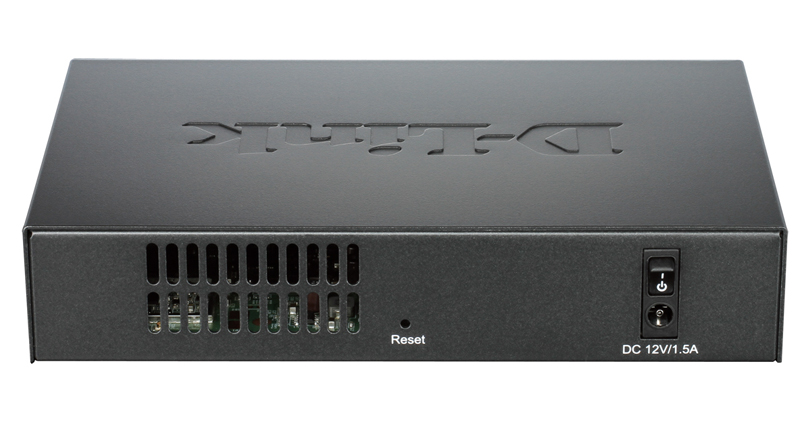 D-Link
Reset
DC 12V/1.5A